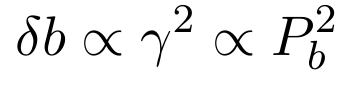 δb ∝ γ² ∝ P_b²